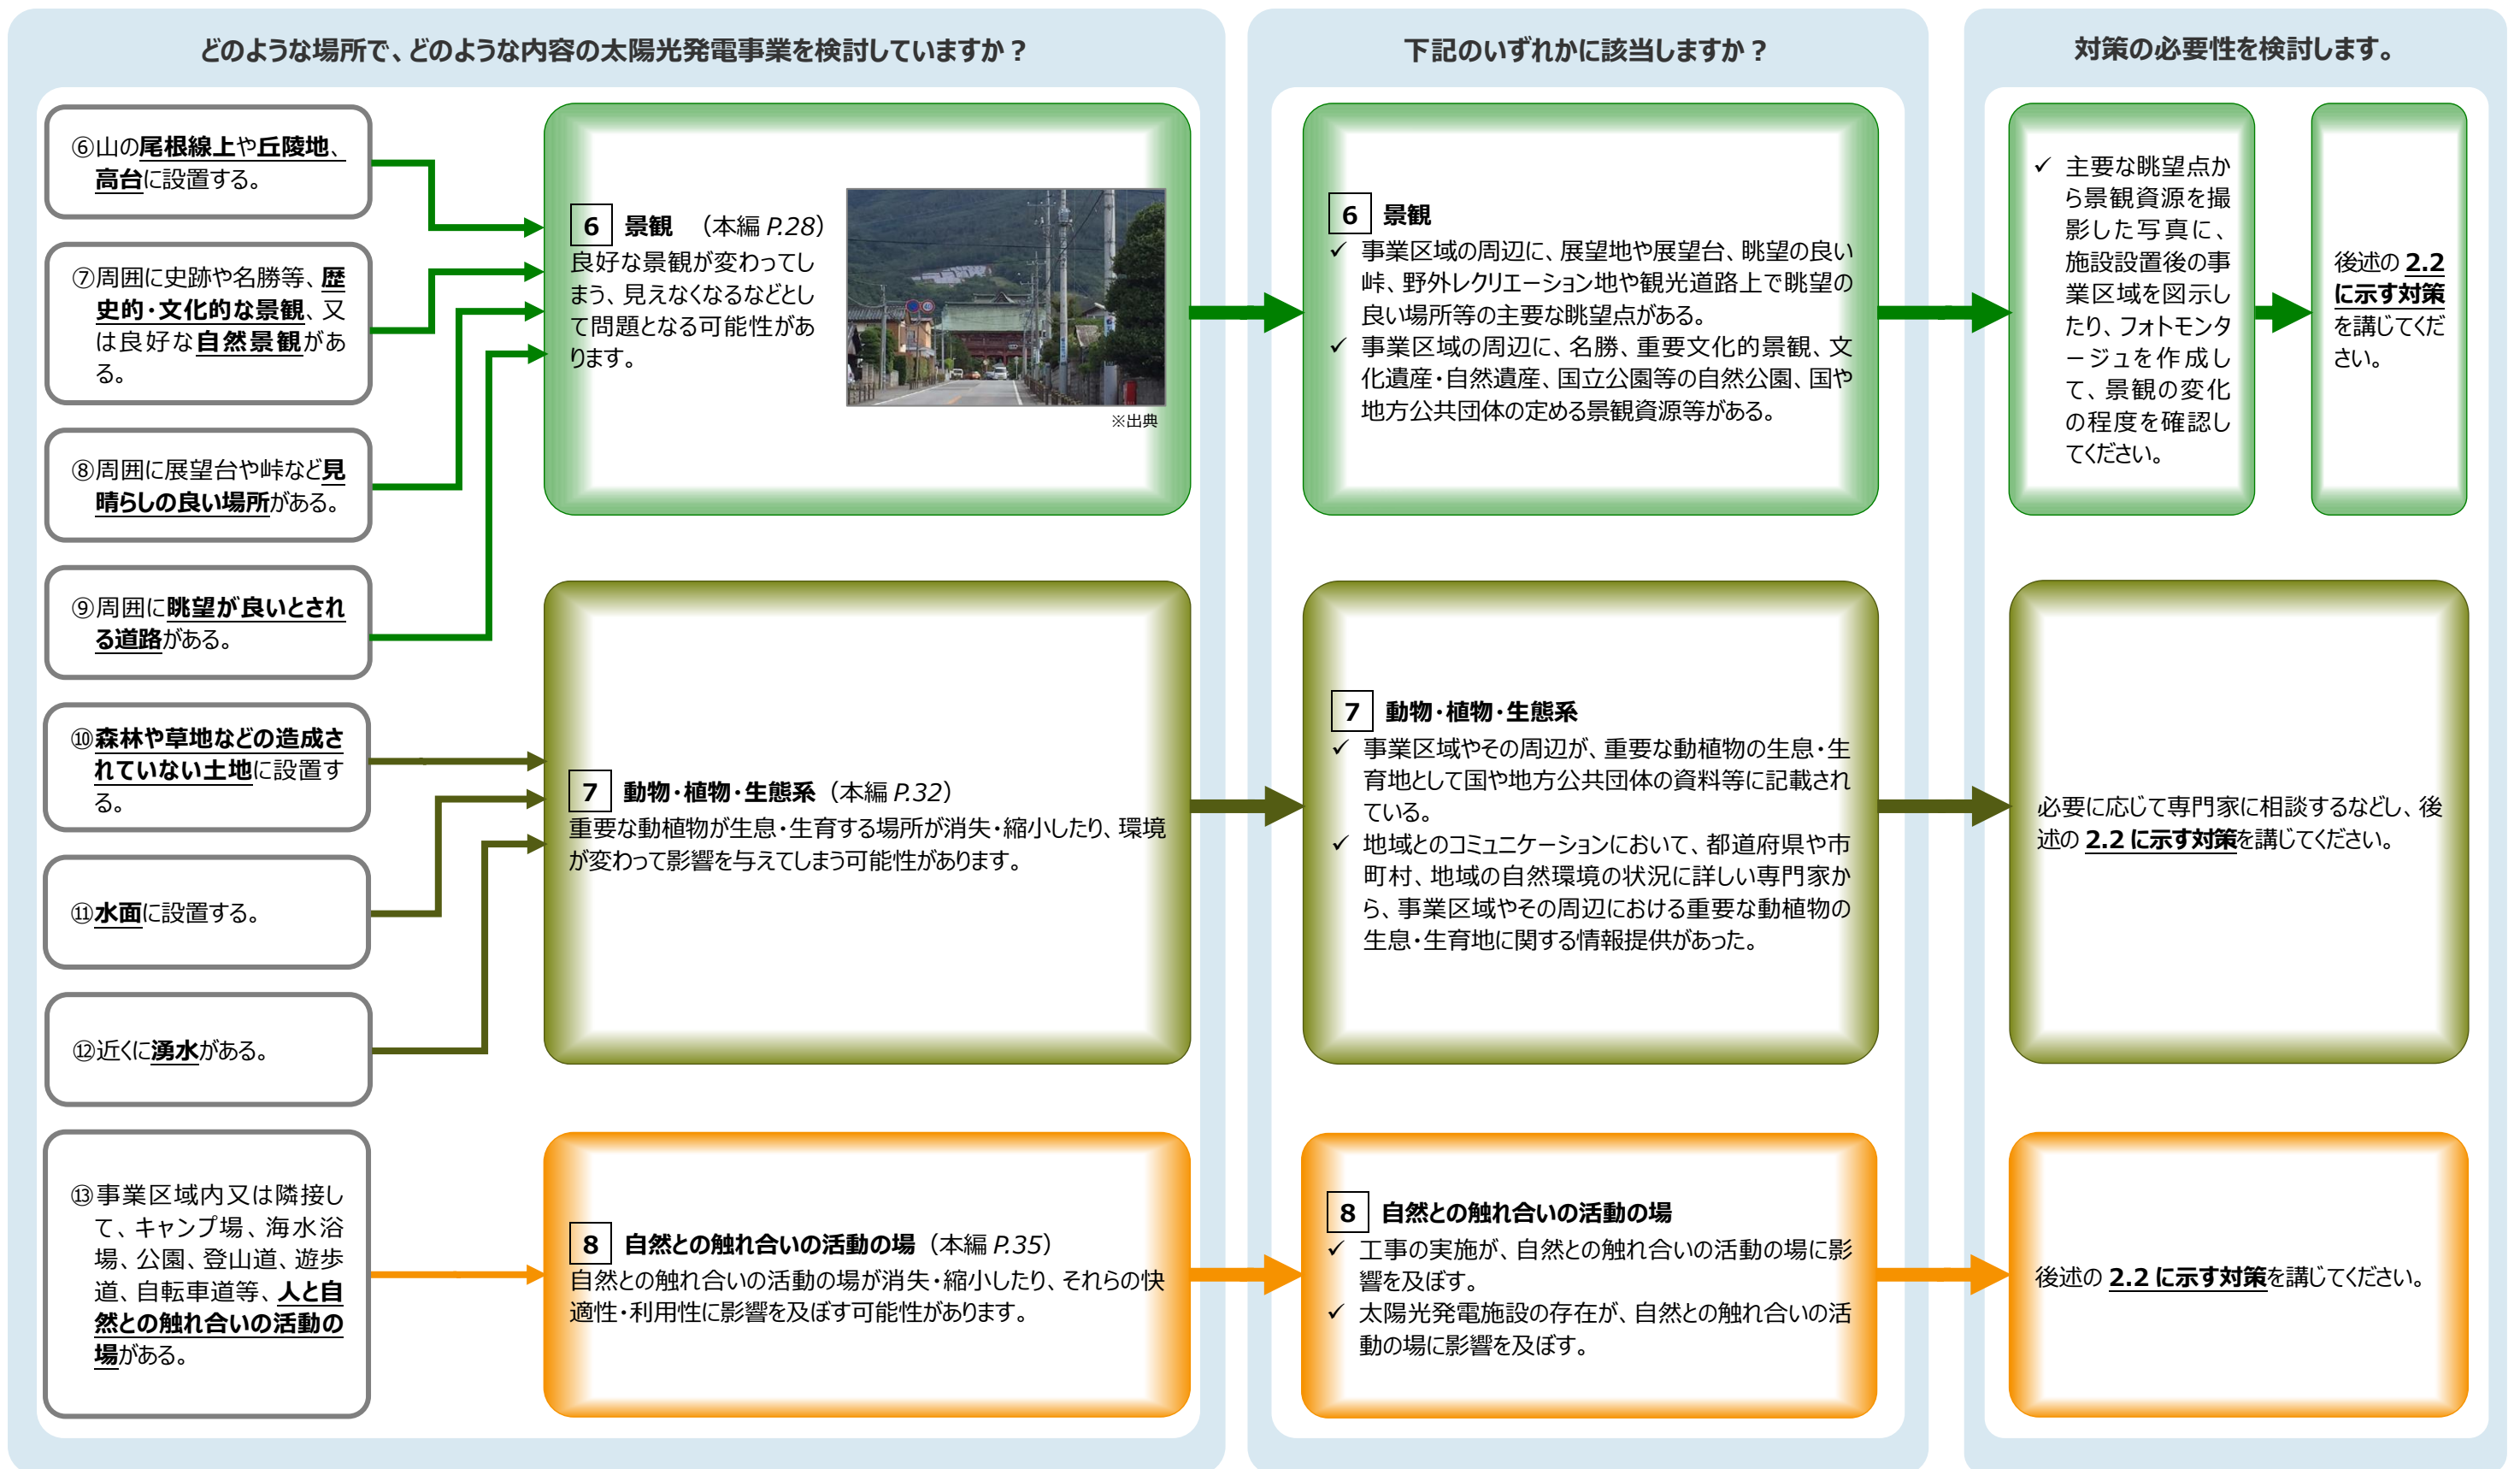 どのような場所で、どのような内容の太陽光発電事業を検討していますか？
⑥山の尾根線上や丘陵地、
高台に設置する。
⑦周囲に史跡や名勝等、歴
史的・文化的な景観、又
は良好な自然景観があ
る。
⑧周囲に展望台や峠など見
晴らしの良い場所がある。
⑨周囲に眺望が良いとされ
る道路がある。
⑩森林や草地などの造成さ
れていない土地に設置す
る。
⑪水面に設置する。
⑫近くに湧水がある。
⑬事業区域内又は隣接し
て、キャンプ場、海水浴
場、公園、登山道、遊歩
道、自転車道等、人と自
然との触れ合いの活動の
場がある。
6 景観 （本編 P.28）
良好な景観が変わってし
まう、見えなくなるなどとし
て問題となる可能性があ
ります。
※出典
7 動物・植物・生態系（本編 P.32）
重要な動植物が生息・生育する場所が消失・縮小したり、環境
が変わって影響を与えてしまう可能性があります。
8 自然との触れ合いの活動の場（本編 P.35）
自然との触れ合いの活動の場が消失・縮小したり、それらの快
適性・利用性に影響を及ぼす可能性があります。
下記のいずれかに該当しますか？
6 景観
✓ 事業区域の周辺に、展望地や展望台、眺望の良い
峠、野外レクリエーション地や観光道路上で眺望の
良い場所等の主要な眺望点がある。
✓ 事業区域の周辺に、名勝、重要文化的景観、文
化遺産・自然遺産、国立公園等の自然公園、国や
地方公共団体の定める景観資源等がある。
7 動物・植物・生態系
✓ 事業区域やその周辺が、重要な動植物の生息・生
育地として国や地方公共団体の資料等に記載され
ている。
✓ 地域とのコミュニケーションにおいて、都道府県や市
町村、地域の自然環境の状況に詳しい専門家か
ら、事業区域やその周辺における重要な動植物の
生息・生育地に関する情報提供があった。
8 自然との触れ合いの活動の場
✓ 工事の実施が、自然との触れ合いの活動の場に影
響を及ぼす。
✓ 太陽光発電施設の存在が、自然との触れ合いの活
動の場に影響を及ぼす。
対策の必要性を検討します。
✓ 主要な眺望点か
ら景観資源を撮
影した写真に、
施設設置後の事
業区域を図示し
たり、フォトモンタ
ージュを作成し
て、景観の変化
の程度を確認し
てください。
後述の 2.2
に示す対策
を講じてくだ
さい。
必要に応じて専門家に相談するなどし、後
述の 2.2 に示す対策を講じてください。
後述の 2.2 に示す対策を講じてください。